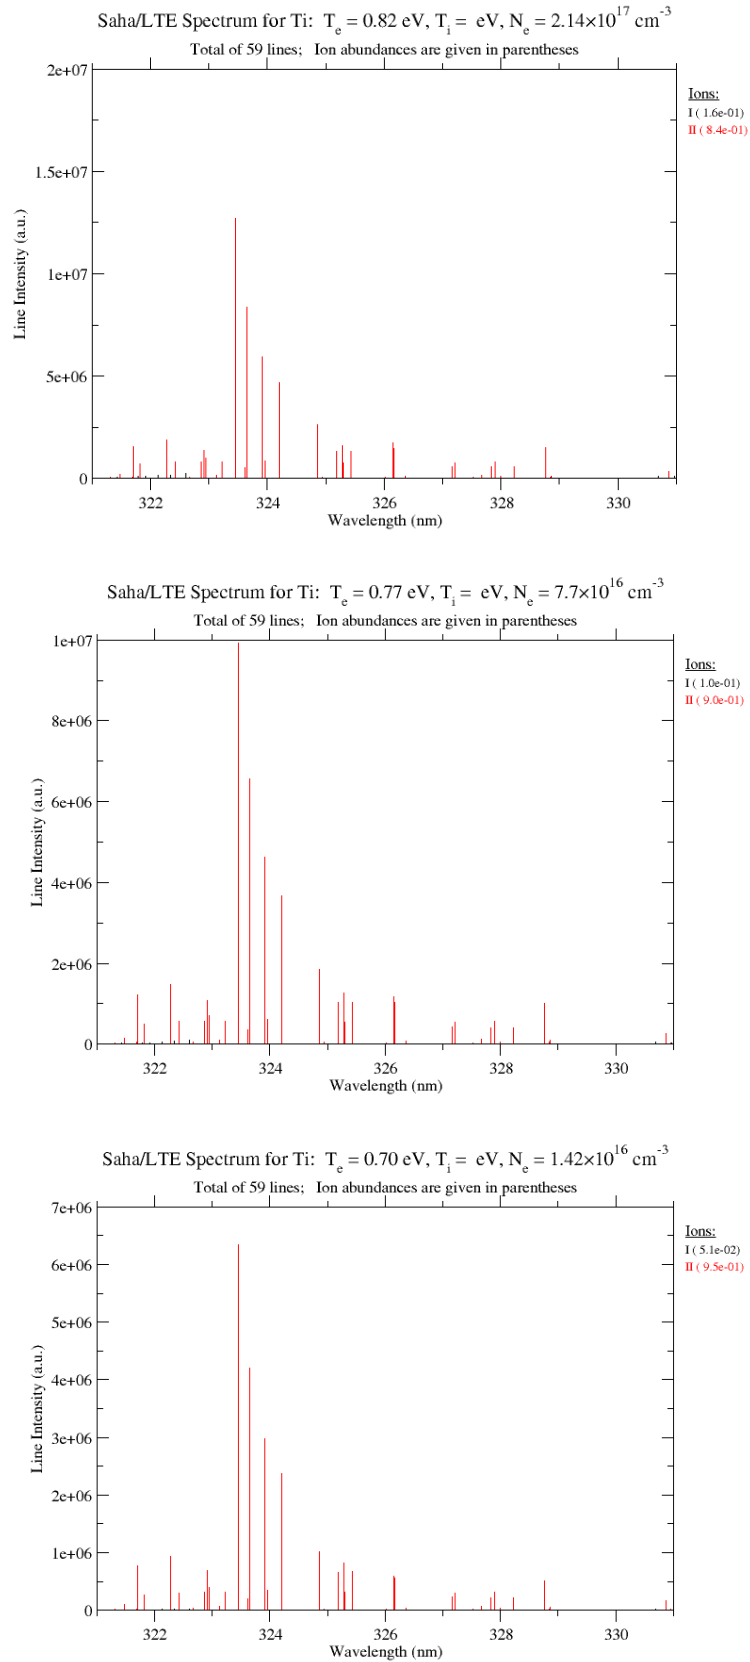 Saha/LTE Spectrum for Ti: Te = 0.82 eV, Ti = eV, Ne = 2.14×10^17 cm^-3
Total of 59 lines; Ion abundances are given in parentheses
2e+07
1.5e+07
1e+07
5e+06
0
Line Intensity (a.u.)
322 324 326 328 330
Wavelength (nm)
Ions:
I ( 1.6e-01)
II ( 8.4e-01)
Saha/LTE Spectrum for Ti: Te = 0.77 eV, Ti = eV, Ne = 7.7×10^16 cm^-3
Total of 59 lines; Ion abundances are given in parentheses
1e+07
8e+06
6e+06
4e+06
2e+06
0
Line Intensity (a.u.)
322 324 326 328 330
Wavelength (nm)
Ions:
I ( 1.0e-01)
II ( 9.0e-01)
Saha/LTE Spectrum for Ti: Te = 0.70 eV, Ti = eV, Ne = 1.42×10^16 cm^-3
Total of 59 lines; Ion abundances are given in parentheses
7e+06
6e+06
5e+06
4e+06
3e+06
2e+06
1e+06
0
Line Intensity (a.u.)
322 324 326 328 330
Wavelength (nm)
Ions:
I ( 5.1e-02)
II ( 9.5e-01)